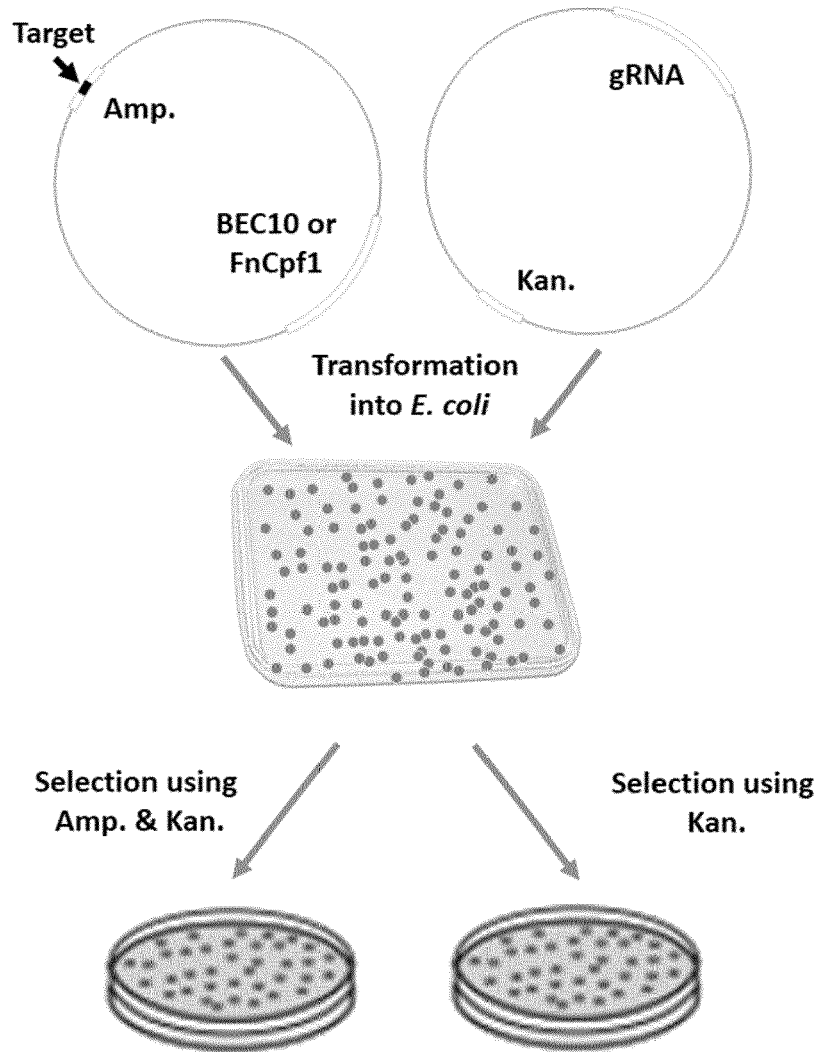 Target
Amp.
BEC10 or
FnCpf1
gRNA
Kan.
Transformation
into E. coli
Selection using
Amp. & Kan.
Selection using
Kan.